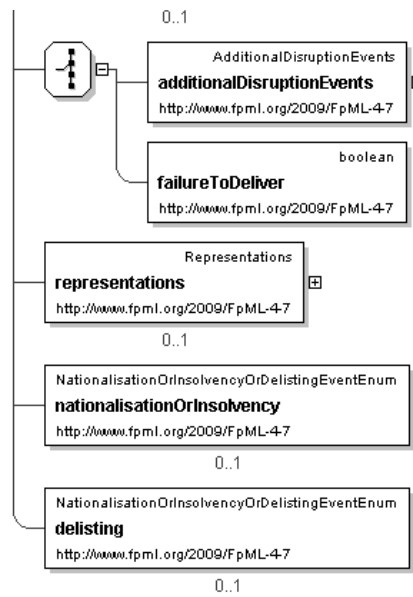 0..1
AdditionalDisruptionEvents
additionalDisruptionEvents
http://www.fpml.org/2009/FpML-4-7
boolean
failureToDeliver
http://www.fpml.org/2009/FpML-4-7
Representations
representations
http://www.fpml.org/2009/FpML-4-7
0..1
NationalisationOrInsolvencyOrDelistingEventEnum
nationalisationOrInsolvency
http://www.fpml.org/2009/FpML-4-7
0..1
NationalisationOrInsolvencyOrDelistingEventEnum
delisting
http://www.fpml.org/2009/FpML-4-7
0..1